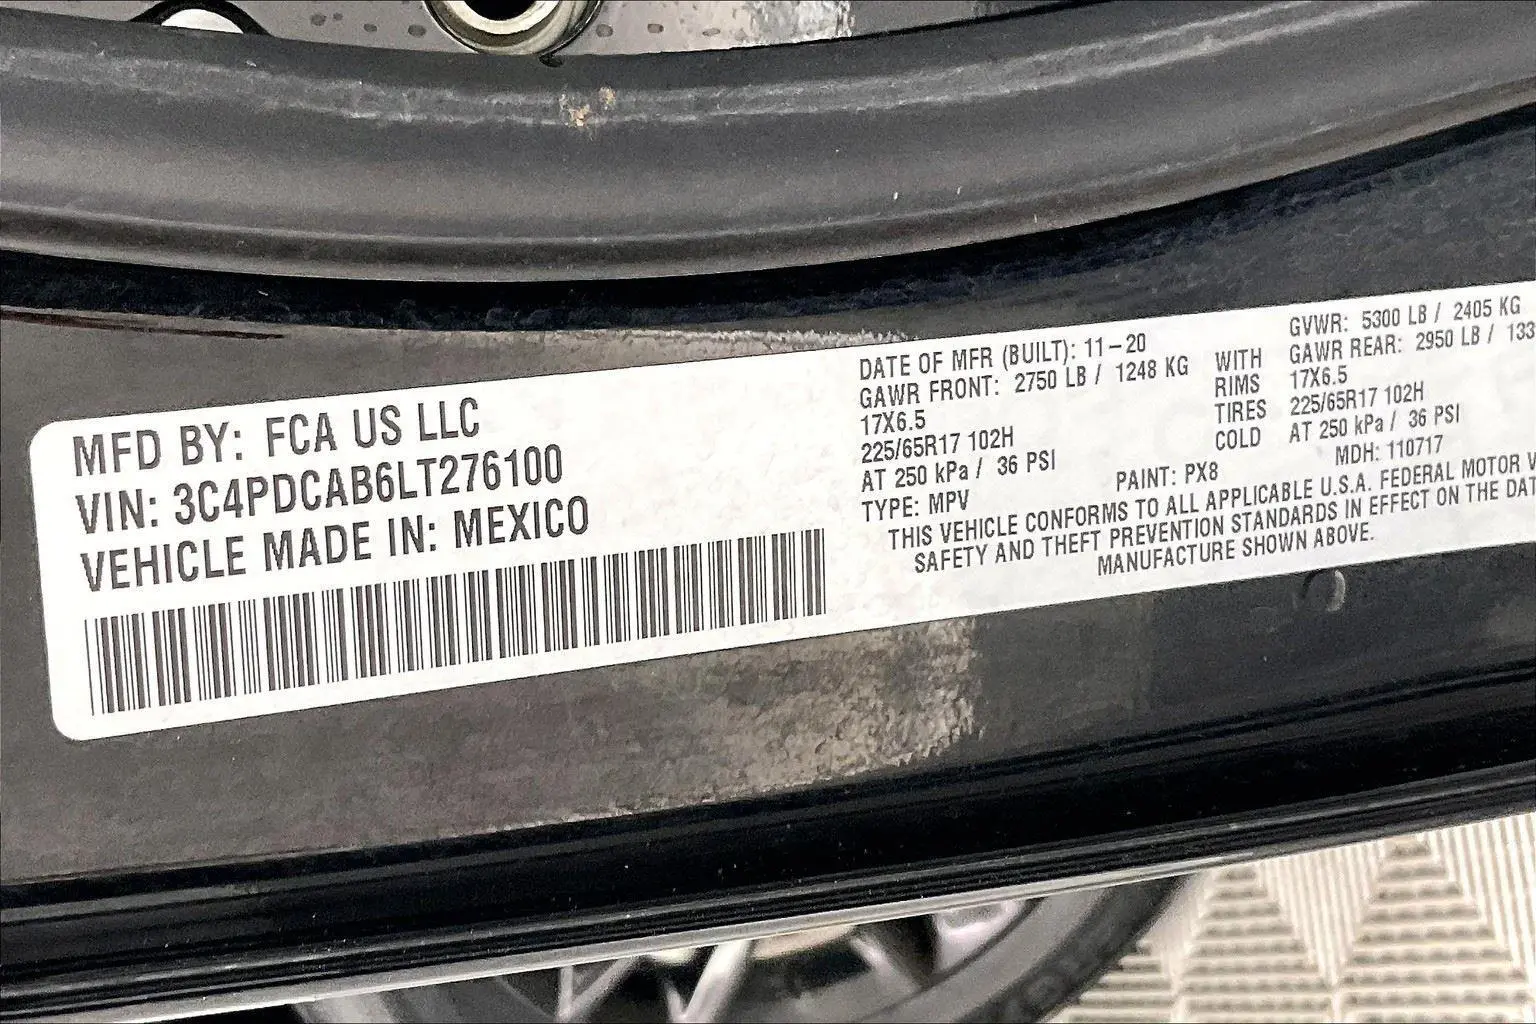 MFD BY: FCA US LLC
VIN: 3C4PDCAB6LT276100
VEHICLE MADE IN: MEXICO
DATE OF MFR (BUILT): 11-20
GAWR FRONT: 2750 LB / 1248 KG
17X6.5
225/65R17 102H
AT 250 kPa / 36 PSI
TYPE: MPV
WITH
RIMS
TIRES
COLD
GVWR: 5300 LB / 2405 KG
GAWR REAR: 2950 LB / 133
17X6.5
225/65R17 102H
AT 250 kPa / 36 PSI
MDH: 110717
PAINT: PX8
THIS VEHICLE CONFORMS TO ALL APPLICABLE U.S.A. FEDERAL MOTOR V
SAFETY AND THEFT PREVENTION STANDARDS IN EFFECT ON THE DAT
MANUFACTURE SHOWN ABOVE.